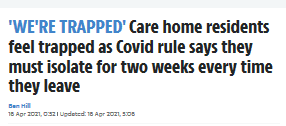 'WE'RE TRAPPED' Care home residents
feel trapped as Covid rule says they
must isolate for two weeks every time
they leave
Ben Hill
16 Apr 2021, 0:32 | Updated: 16 Apr 2021, 5:06